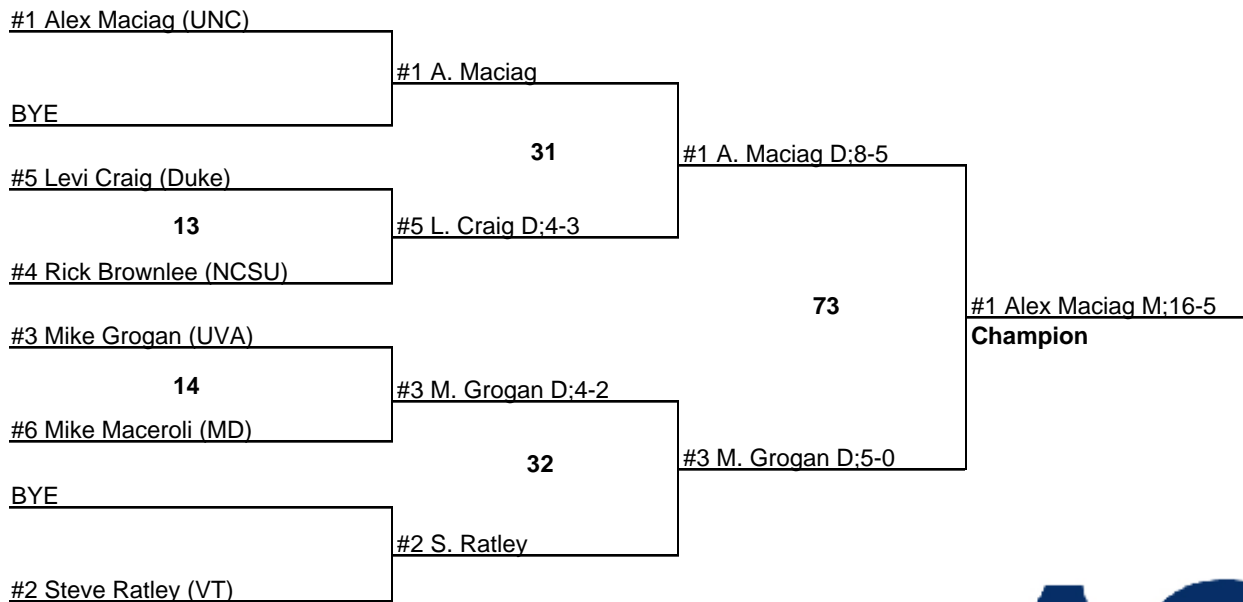 #1 Alex Maciag (UNC)
#1 A. Maciag
BYE
31
#1 A. Maciag D;8-5
#5 Levi Craig (Duke)
13
#5 L. Craig D;4-3
#4 Rick Brownlee (NCSU)
73
#1 Alex Maciag M;16-5
Champion
#3 Mike Grogan (UVA)
14
#3 M. Grogan D;4-2
#6 Mike Maceroli (MD)
32
#3 M. Grogan D;5-0
BYE
#2 S. Ratley
#2 Steve Ratley (VT)